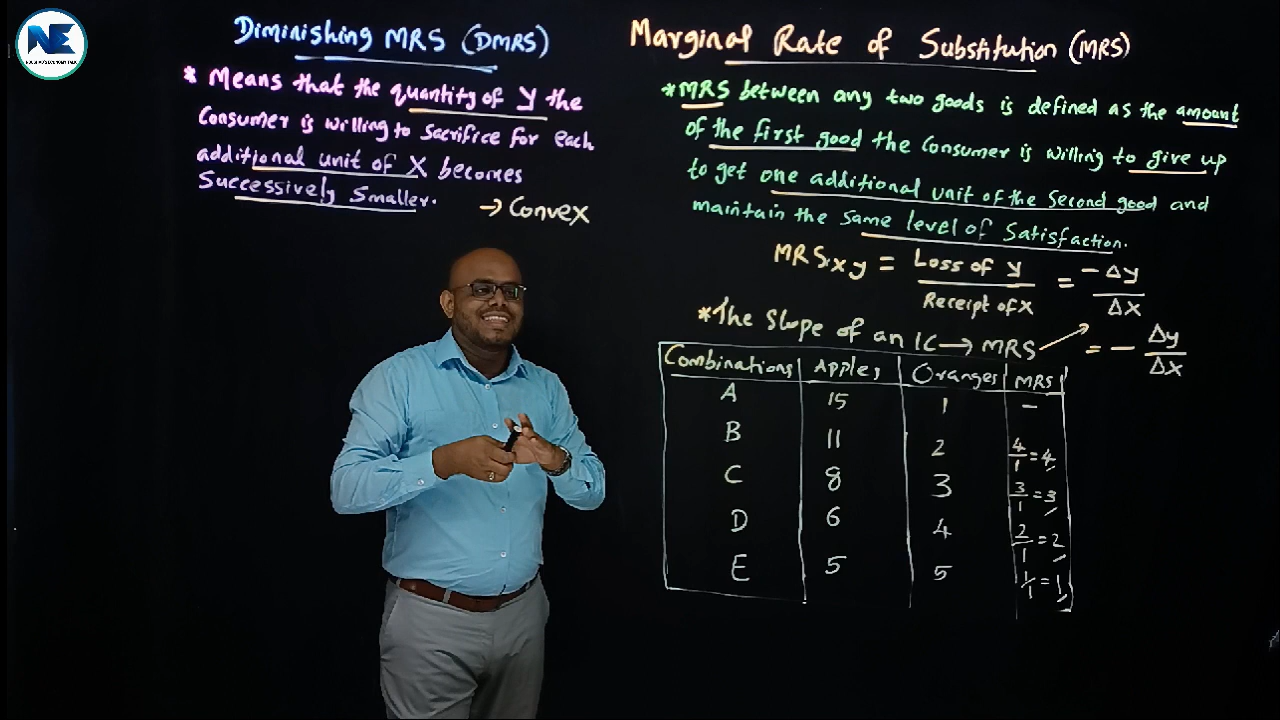 NE
Diminishing MRS (DMRS)
* Means that the quantity of y the
Consumer is willing to sacrifice for each
additional unit of X becomes
Successively Smaller.
→ Convex
Marginal Rate of Substitution (MRS)
* MRS between any two goods is defined as the amount
of the first good the Consumer is willing to give up
to get one additional unit of the Second good and
maintain the Same level of Satisfaction.
MRSxy = Loss of y / Receipt of X = -Δy / ΔX
* The Slope of an IC → MRS → = - Δy / ΔX
Combinations Apples Oranges MRS
A 15 1 -
B 11 2 4/1 = 4
C 8 3 3/1 = 3
D 6 4 2/1 = 2
E 5 5 1/1 = 1